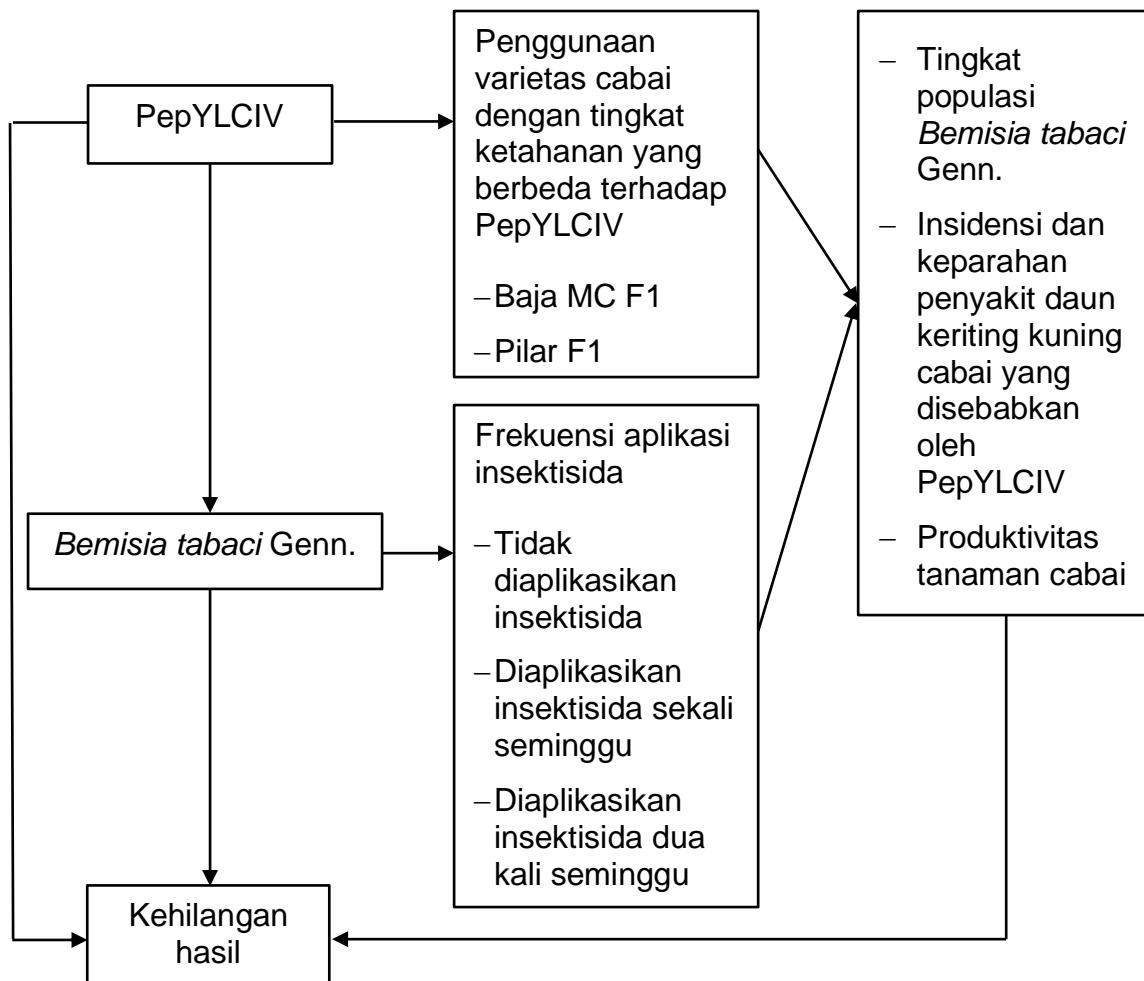 PepYLCIV
Penggunaan
varietas cabai
dengan tingkat
ketahanan yang
berbeda terhadap
PepYLCIV
–Baja MC F1
–Pilar F1
Bemisia tabaci Genn.
Frekuensi aplikasi
insektisida
–Tidak
diaplikasikan
insektisida
–Diaplikasikan
insektisida sekali
seminggu
–Diaplikasikan
insektisida dua
kali seminggu
– Tingkat
populasi
Bemisia tabaci
Genn.
– Insidensi dan
keparahan
penyakit daun
keriting kuning
cabai yang
disebabkan
oleh
PepYLCIV
– Produktivitas
tanaman cabai
Kehilangan
hasil